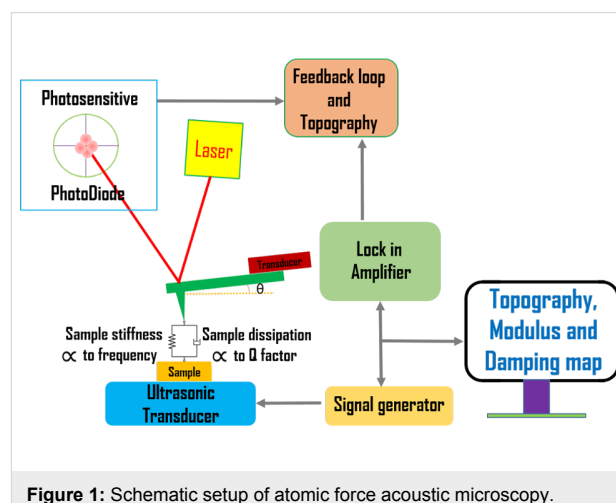 Photosensitive
PhotoDiode
Laser
Feedback loop
and
Topography
Transducer
θ
Lock in
Amplifier
Sample stiffness
∝ to frequency
Sample dissipation
∝ to Q factor
Sample
Ultrasonic
Transducer
Signal generator
Topography,
Modulus and
Damping map
Figure 1: Schematic setup of atomic force acoustic microscopy.